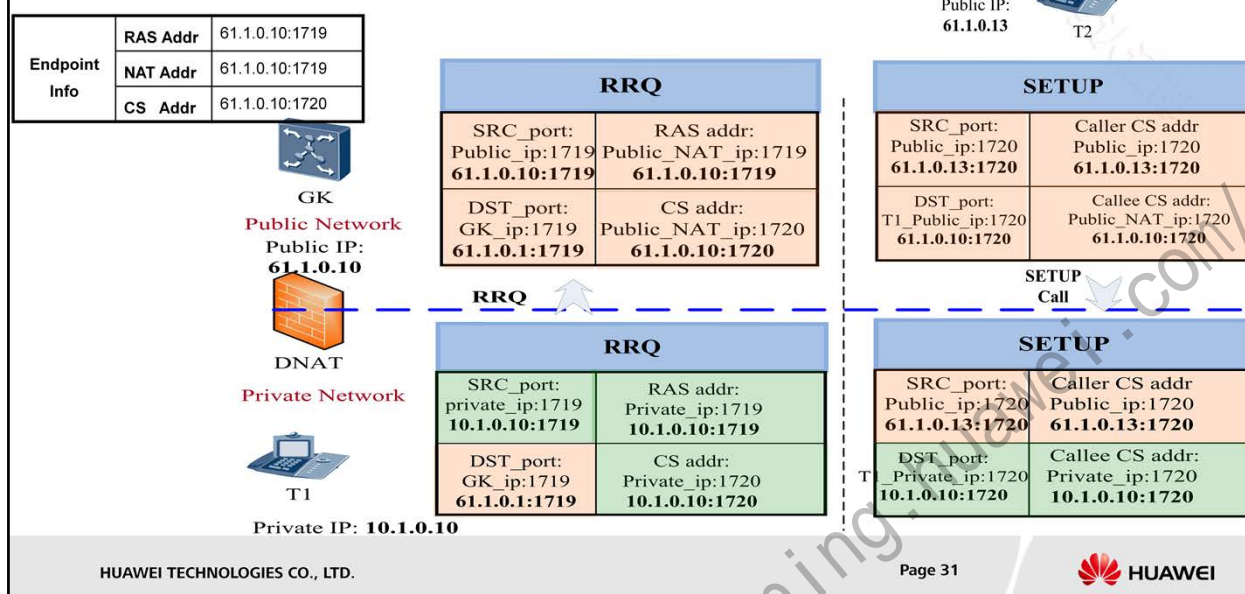 Public IP:
61.1.0.13
T2
Endpoint Info
RAS Addr 61.1.0.10:1719
NAT Addr 61.1.0.10:1719
CS Addr 61.1.0.10:1720
GK
Public Network
Public IP:
61.1.0.10
DNAT
Private Network
T1
Private IP: 10.1.0.10
RRQ
SRC_port:
Public_ip:1719
61.1.0.10:1719
RAS addr:
Public_NAT_ip:1719
61.1.0.10:1719
DST_port:
GK_ip:1719
61.1.0.1:1719
CS addr:
Public_NAT_ip:1720
61.1.0.10:1720
RRQ
RRQ
SRC_port:
private_ip:1719
10.1.0.10:1719
RAS addr:
Private_ip:1719
10.1.0.10:1719
DST_port:
GK_ip:1719
61.1.0.1:1719
CS addr:
Private_ip:1720
10.1.0.10:1720
SETUP
SRC_port:
Public_ip:1720
61.1.0.13:1720
Caller CS addr
Public_ip:1720
61.1.0.13:1720
DST_port:
T1_Public_ip:1720
61.1.0.10:1720
Callee CS addr:
Public_NAT_ip:1720
61.1.0.10:1720
SETUP
Call
SETUP
SRC_port:
Public_ip:1720
61.1.0.13:1720
Caller CS addr
Public_ip:1720
61.1.0.13:1720
DST_port:
T1_Private_ip:1720
10.1.0.10:1720
Callee CS addr:
Private_ip:1720
10.1.0.10:1720
HUAWEI TECHNOLOGIES CO., LTD.
Page 31
HUAWEI
ning.huawei.com/